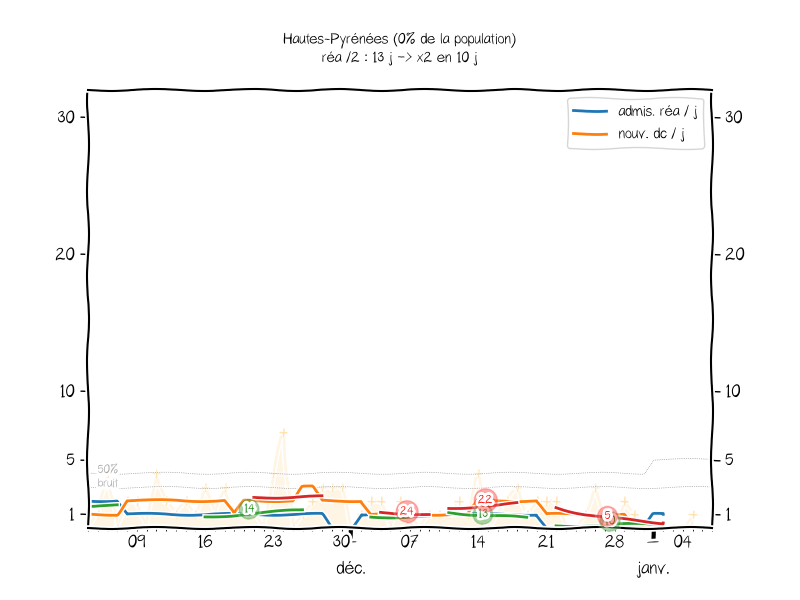 Hautes-Pyrénées (0% de la population)
réa /2 : 13 j -> x2 en 10 j
admis. réa / j
nouv. dc / j
30 30
20 20
10 10
5 5
50%
bruit
1 1
14
24
22
13
5
09 16 23 30 07 14 21 28 04
déc. janv.